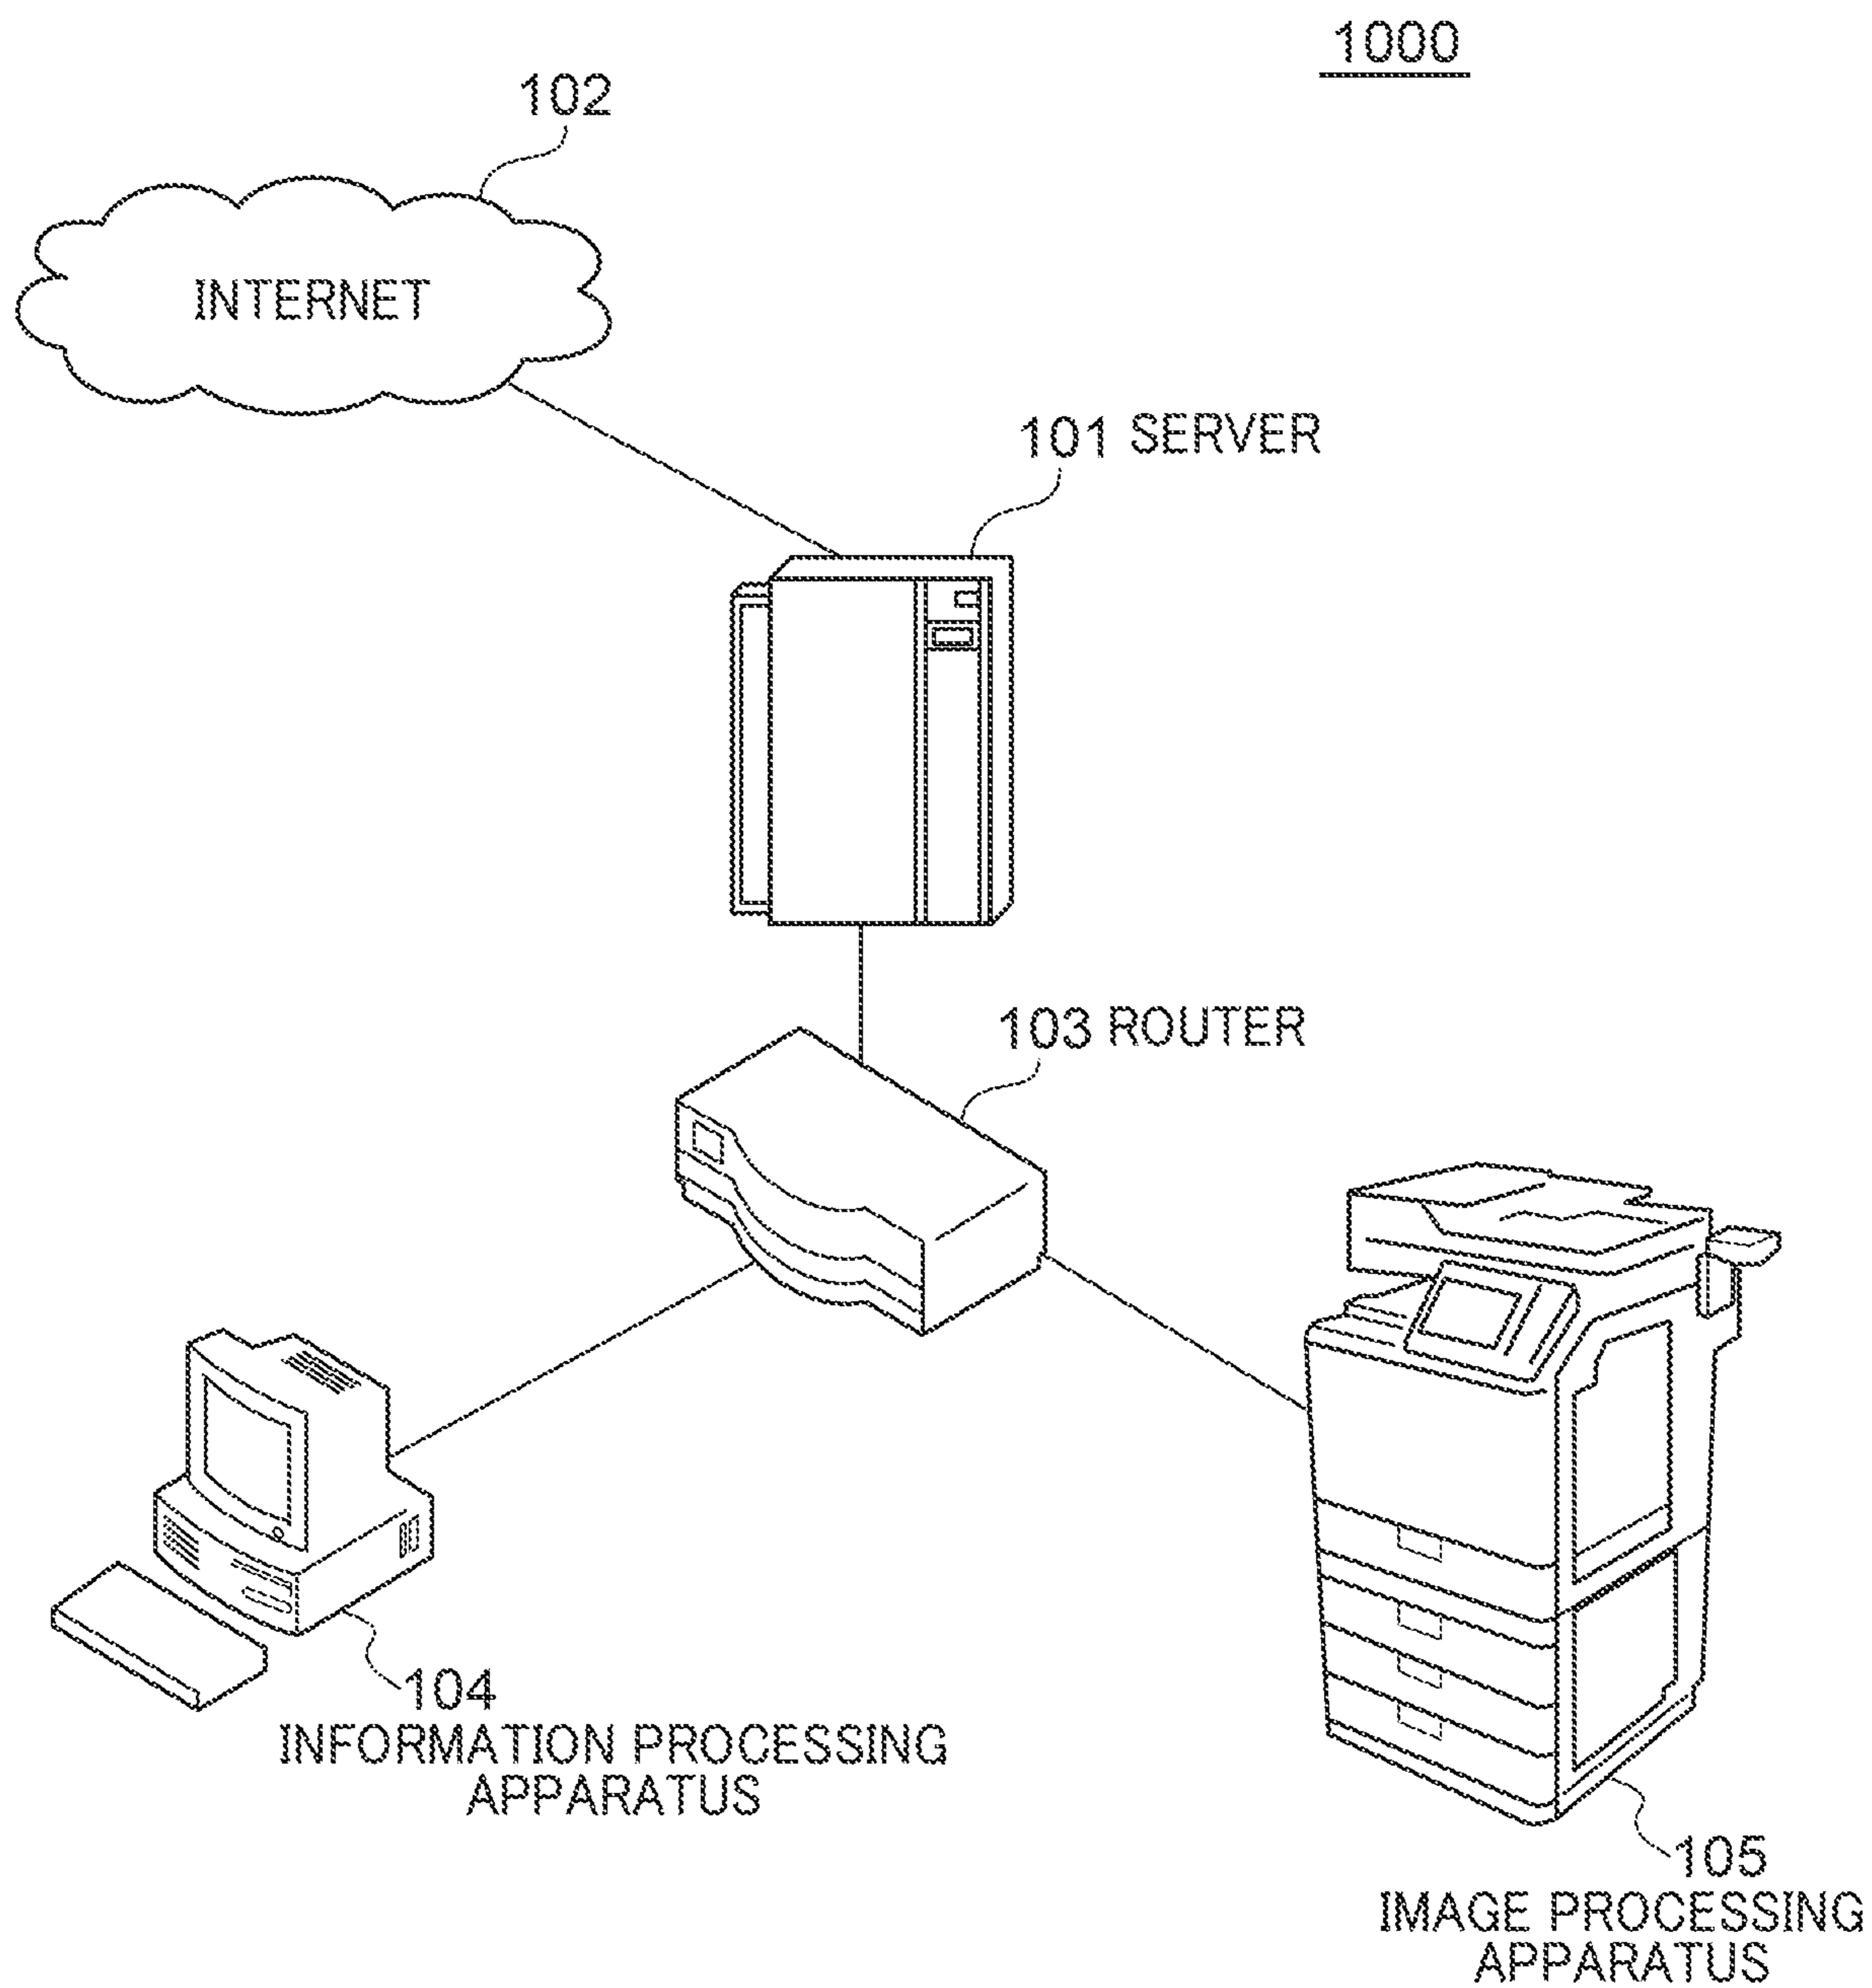 1000
102
INTERNET
101 SERVER
103 ROUTER
104
INFORMATION PROCESSING
APPARATUS
105
IMAGE PROCESSING
APPARATUS